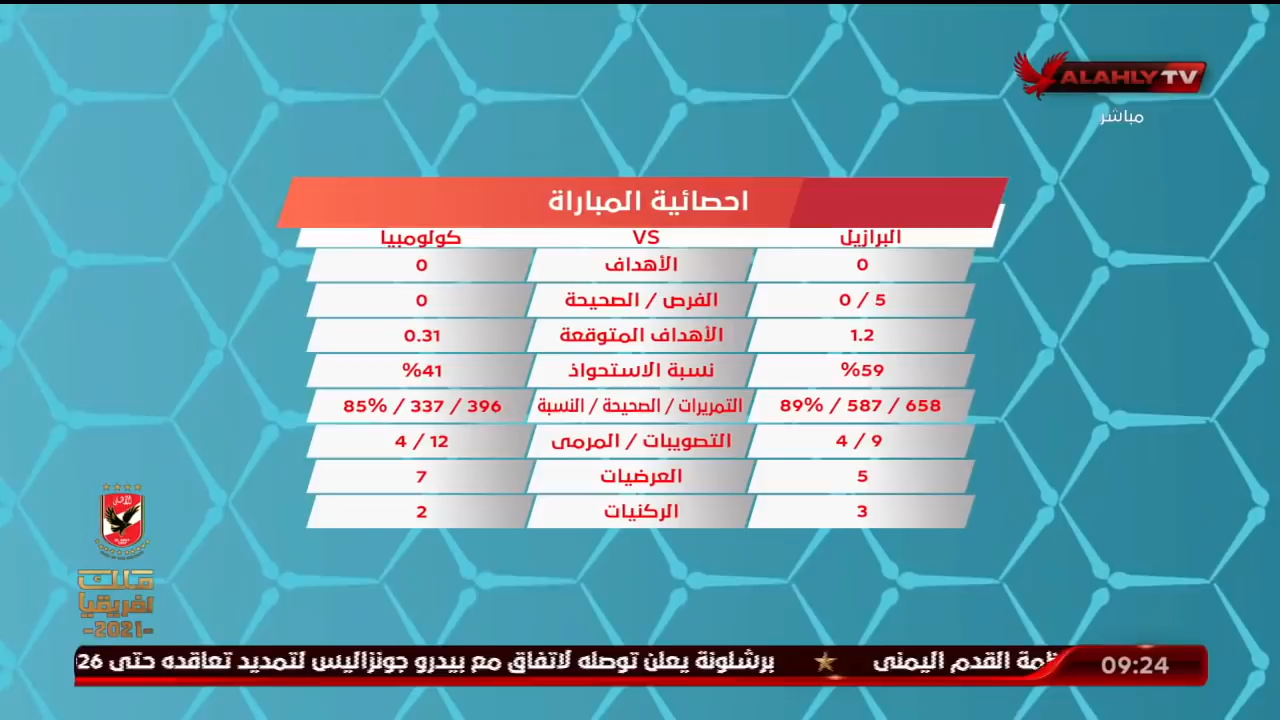 ALAHLY TV
مباشر
احصائية المباراة
البرازيل VS كولومبيا
0 الأهداف 0
0 / 5 الفرص / الصحيحة 0
1.2 الأهداف المتوقعة 0.31
%59 نسبة الاستحواذ %41
89% / 587 / 658 التمريرات / الصحيحة / النسبة 85% / 337 / 396
4 / 9 التصويبات / المرمى 4 / 12
5 العرضيات 7
3 الركنيات 2
ملك
افريقيا
-2021-
القدم اليمنى برشلونة يعلن توصله لاتفاق مع بيدرو جونزاليس لتمديد تعاقده حتى
09:24